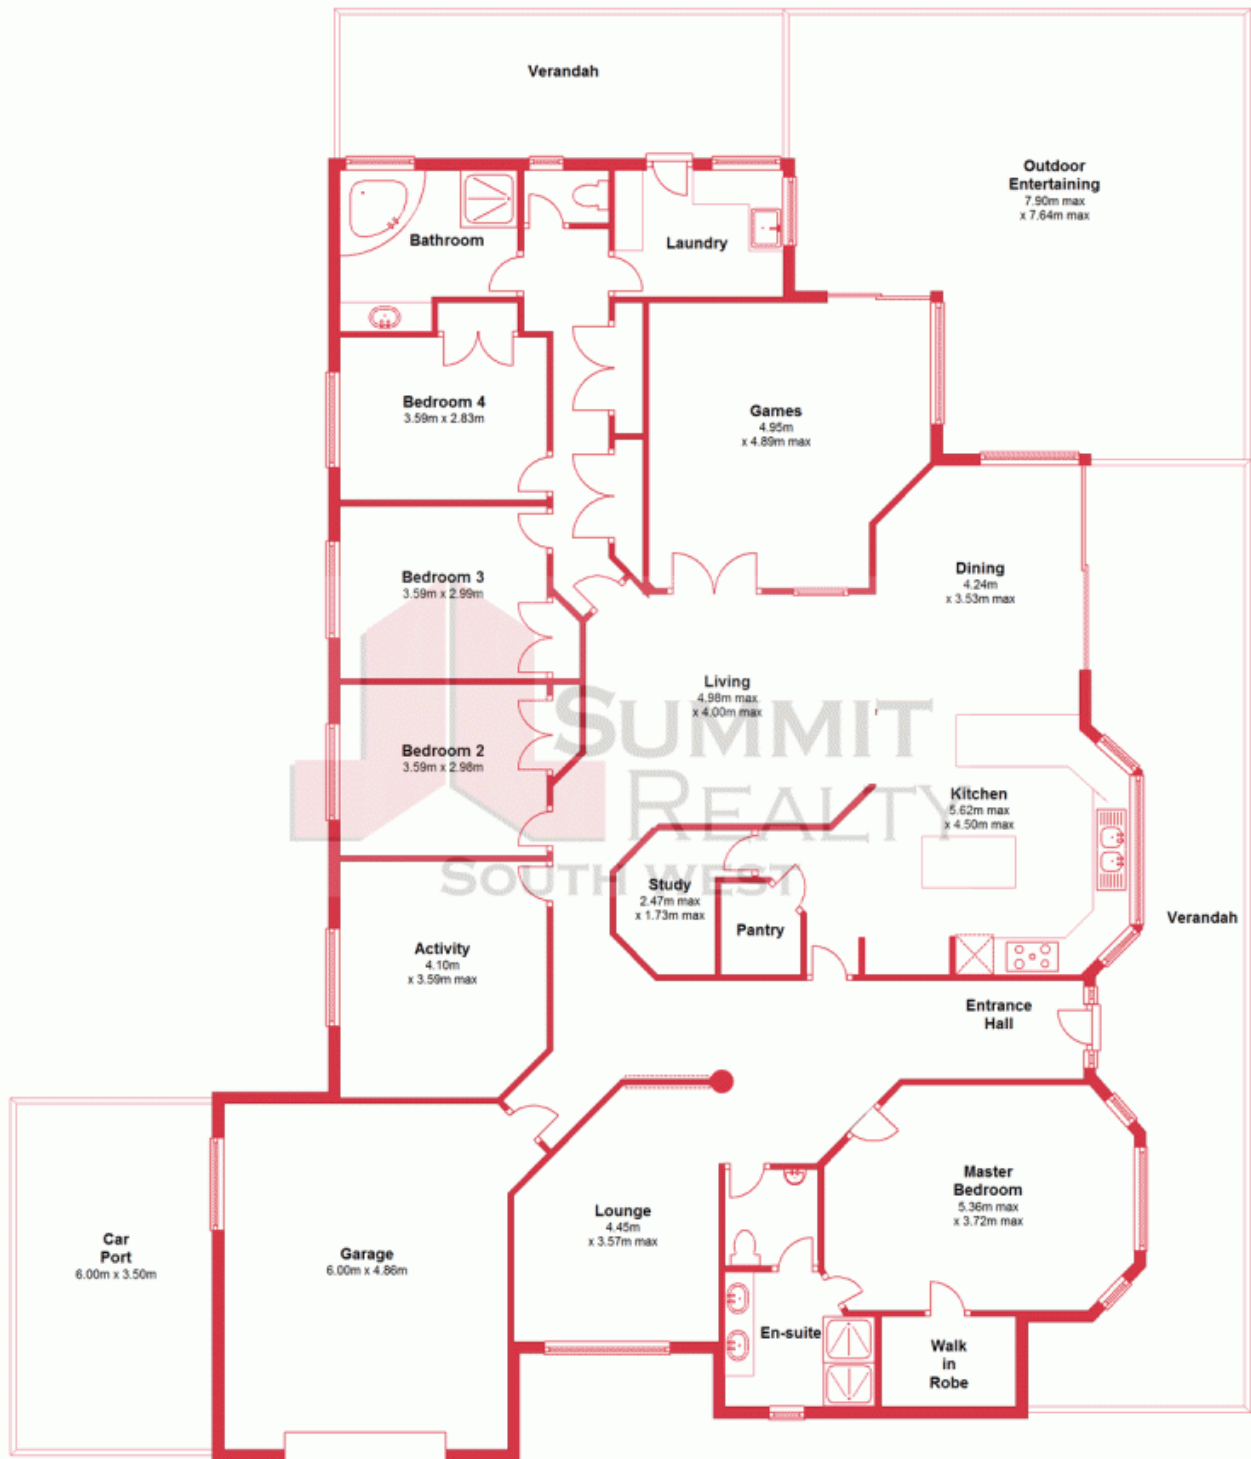 Verandah
Outdoor
Entertaining
7.90m max
x 7.64m max
Bathroom
Laundry
Bedroom 4
3.59m x 2.83m
Games
4.95m
x 4.89m max
Bedroom 3
3.59m x 2.99m
Dining
4.24m
x 3.53m max
Living
4.98m max
x 4.00m max
SUMMIT
REALTY
SOUTH WEST
Bedroom 2
3.59m x 2.98m
Kitchen
5.62m max
x 4.50m max
Study
2.47m max
x 1.73m max
Pantry
Verandah
Activity
4.10m
x 3.59m max
Entrance
Hall
Master
Bedroom
5.36m max
x 3.72m max
Lounge
4.45m
x 3.57m max
Car
Port
6.00m x 3.50m
Garage
6.00m x 4.86m
En-suite
Walk
in
Robe